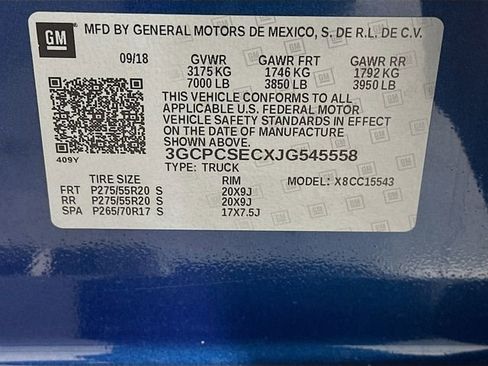 GM MFD BY GENERAL MOTORS DE MEXICO, S. DE R.L. DE C.V.
09/18 GVWR GAWR FRT GAWR RR
3175 KG 1746 KG 1792 KG
7000 LB 3850 LB 3950 LB
THIS VEHICLE CONFORMS TO ALL
APPLICABLE U.S. FEDERAL MOTOR
VEHICLE SAFETY STANDARDS IN EFFECT
ON THE DATE OF MANUFACTURE
SHOWN ABOVE.
3GCPCSECXJG545558
409Y TYPE: TRUCK
TIRE SIZE RIM MODEL: X8CC15543
FRT P275/55R20 S 20X9J
RR P275/55R20 S 20X9J
SPA P265/70R17 S 17X7.5J